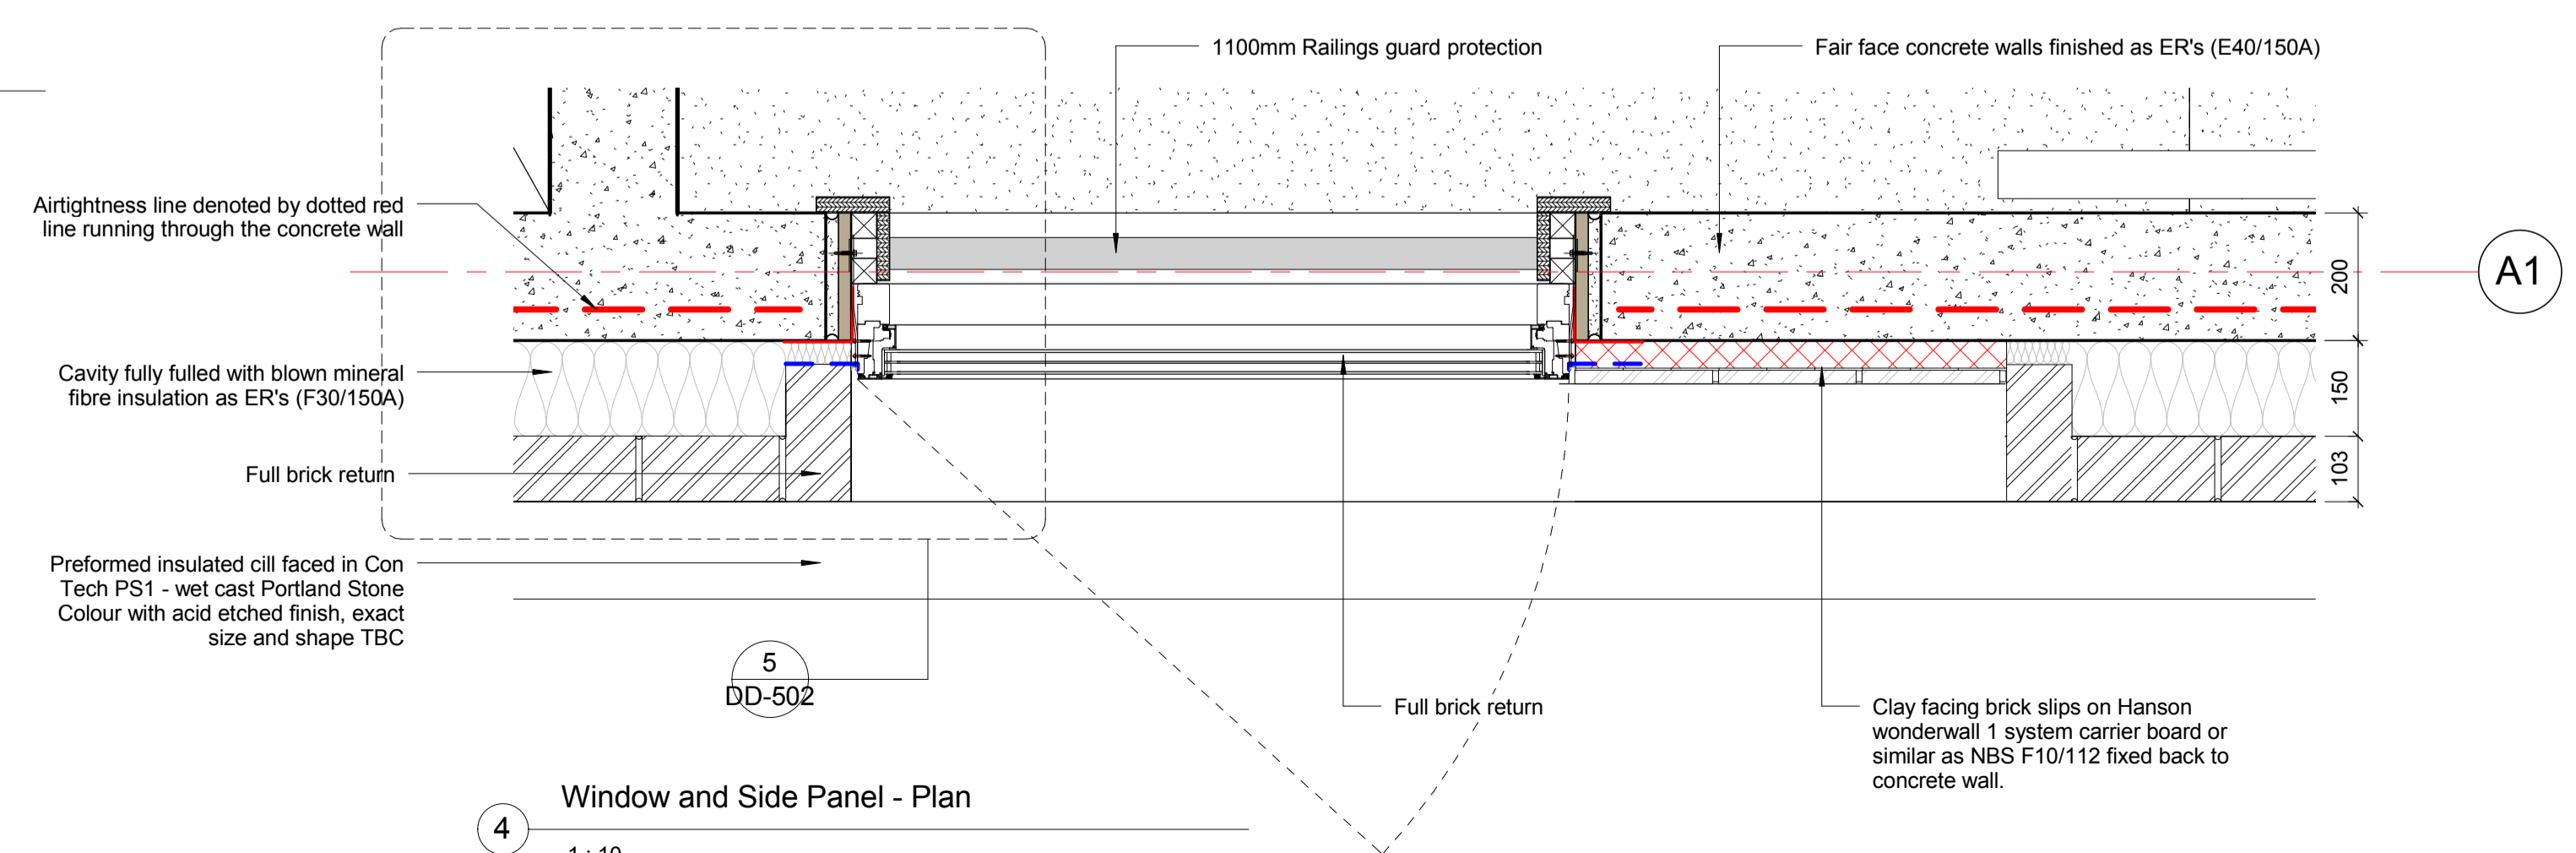 1100mm Railings guard protection
Fair face concrete walls finished as ER's (E40/150A)
Airtightness line denoted by dotted red
line running through the concrete wall
A1
200
Cavity fully fulled with blown mineral
fibre insulation as ER's (F30/150A)
150
Full brick return
103
Preformed insulated cill faced in Con
Tech PS1 - wet cast Portland Stone
Colour with acid etched finish, exact
size and shape TBC
5
DD-502
Full brick return
Clay facing brick slips on Hanson
wonderwall 1 system carrier board or
similar as NBS F10/112 fixed back to
concrete wall.
Window and Side Panel - Plan
4
1 : 10